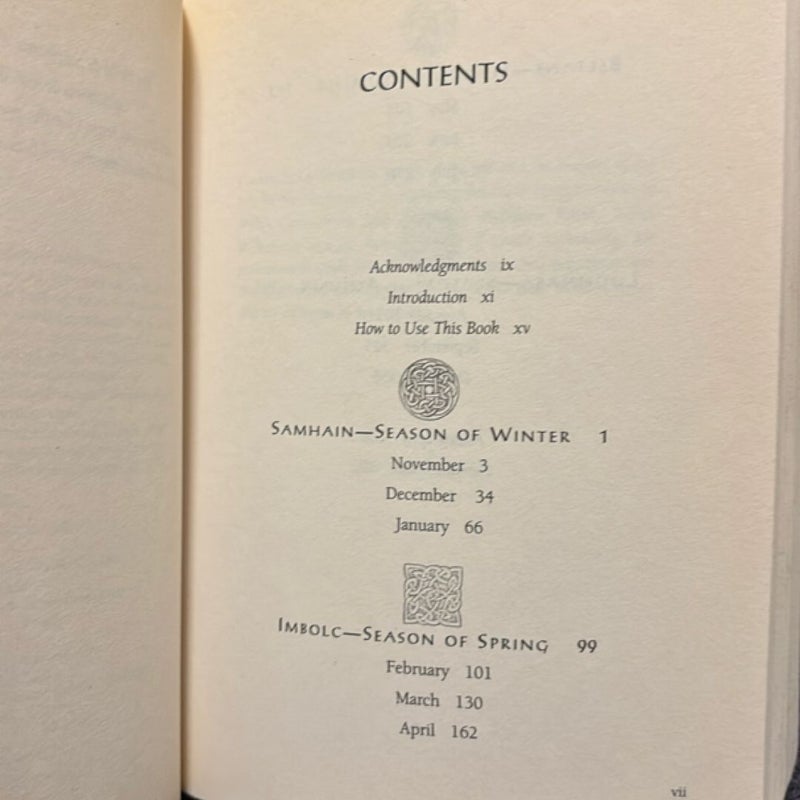 CONTENTS
Acknowledgments ix
Introduction xi
How to Use This Book xv
SAMHAIN—SEASON OF WINTER 1
November 3
December 34
January 66
IMBOLC—SEASON OF SPRING 99
February 101
March 130
April 162
vii